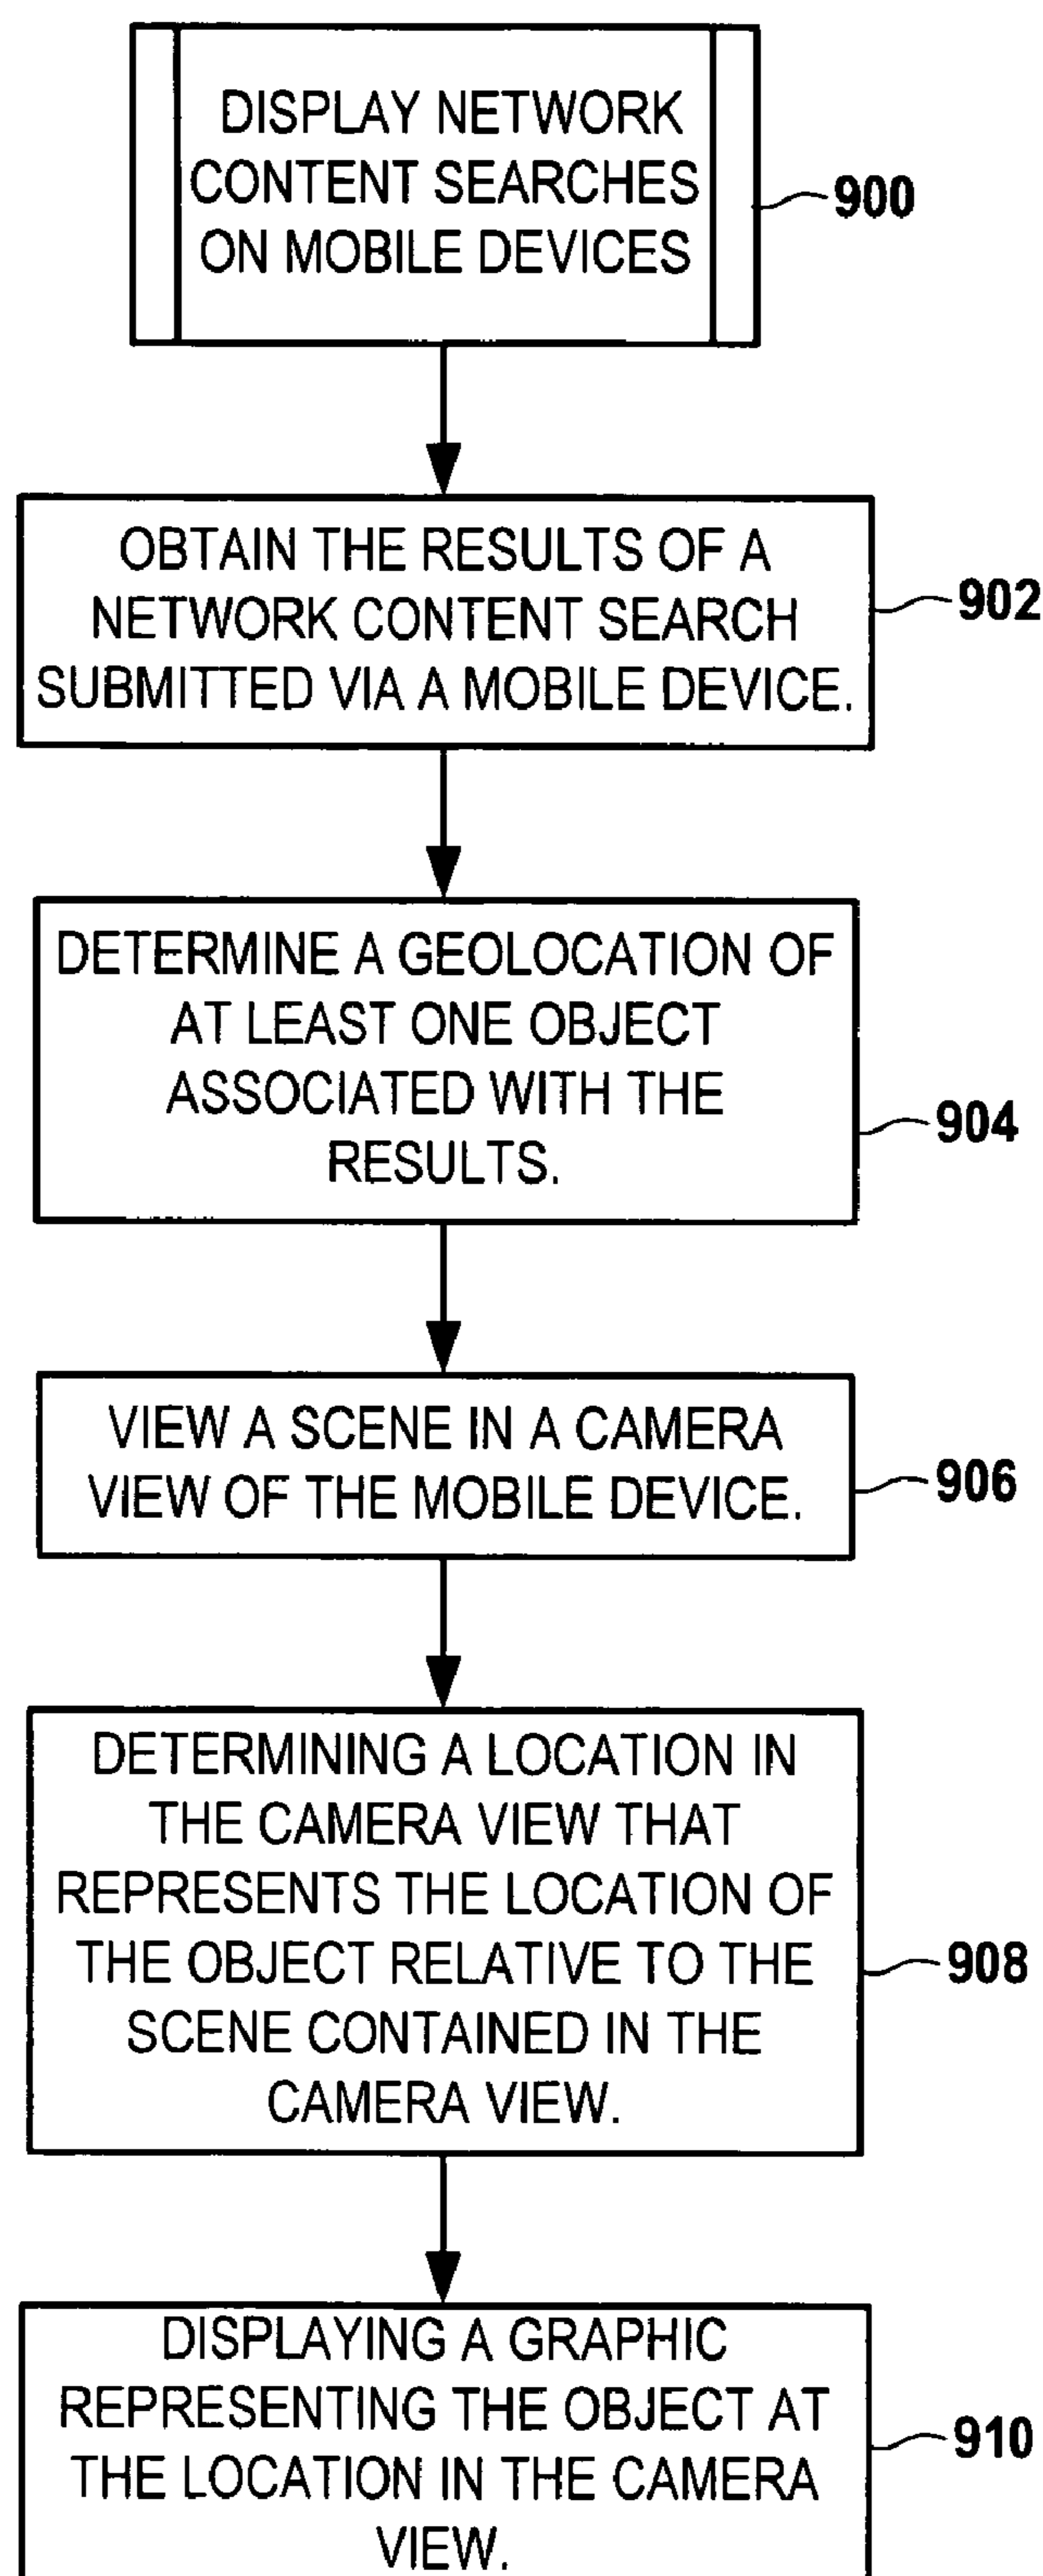 DISPLAY NETWORK
CONTENT SEARCHES
ON MOBILE DEVICES
900
OBTAIN THE RESULTS OF A
NETWORK CONTENT SEARCH
SUBMITTED VIA A MOBILE DEVICE.
902
DETERMINE A GEOLOCATION OF
AT LEAST ONE OBJECT
ASSOCIATED WITH THE
RESULTS.
904
VIEW A SCENE IN A CAMERA
VIEW OF THE MOBILE DEVICE.
906
DETERMINING A LOCATION IN
THE CAMERA VIEW THAT
REPRESENTS THE LOCATION OF
THE OBJECT RELATIVE TO THE
SCENE CONTAINED IN THE
CAMERA VIEW.
908
DISPLAYING A GRAPHIC
REPRESENTING THE OBJECT AT
THE LOCATION IN THE CAMERA
VIEW.
910